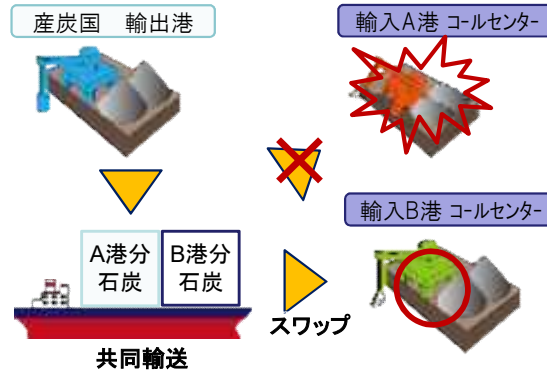 産炭国　輸出港
輸入A港 コールセンター
輸入B港 コールセンター
A港分
石炭
B港分
石炭
スワップ
共同輸送